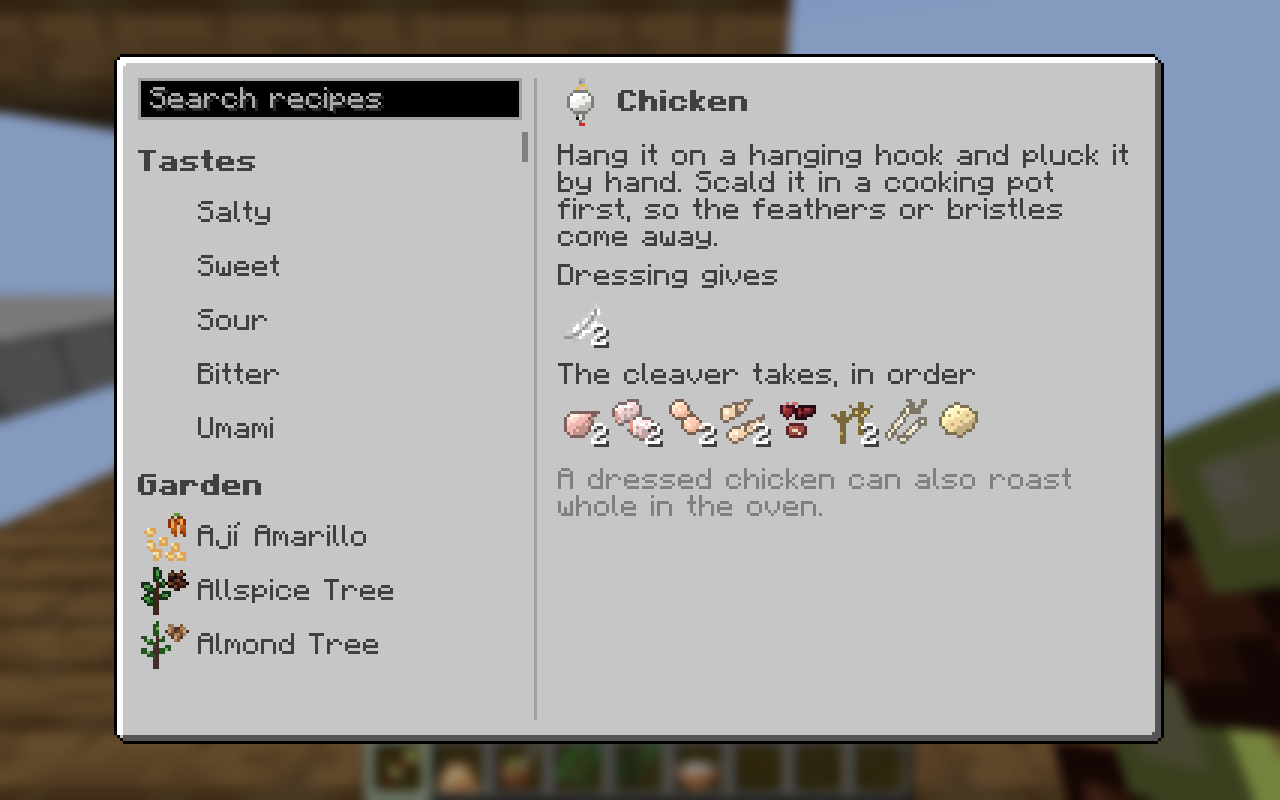 Search recipes
Tastes
Salty
Sweet
Sour
Bitter
Umami
Garden
Ají Amarillo
Allspice Tree
Almond Tree
Chicken
Hang it on a hanging hook and pluck it
by hand. Scald it in a cooking pot
first, so the feathers or bristles
come away.
Dressing gives
2
The cleaver takes, in order
2 2 2 2 2
A dressed chicken can also roast
whole in the oven.